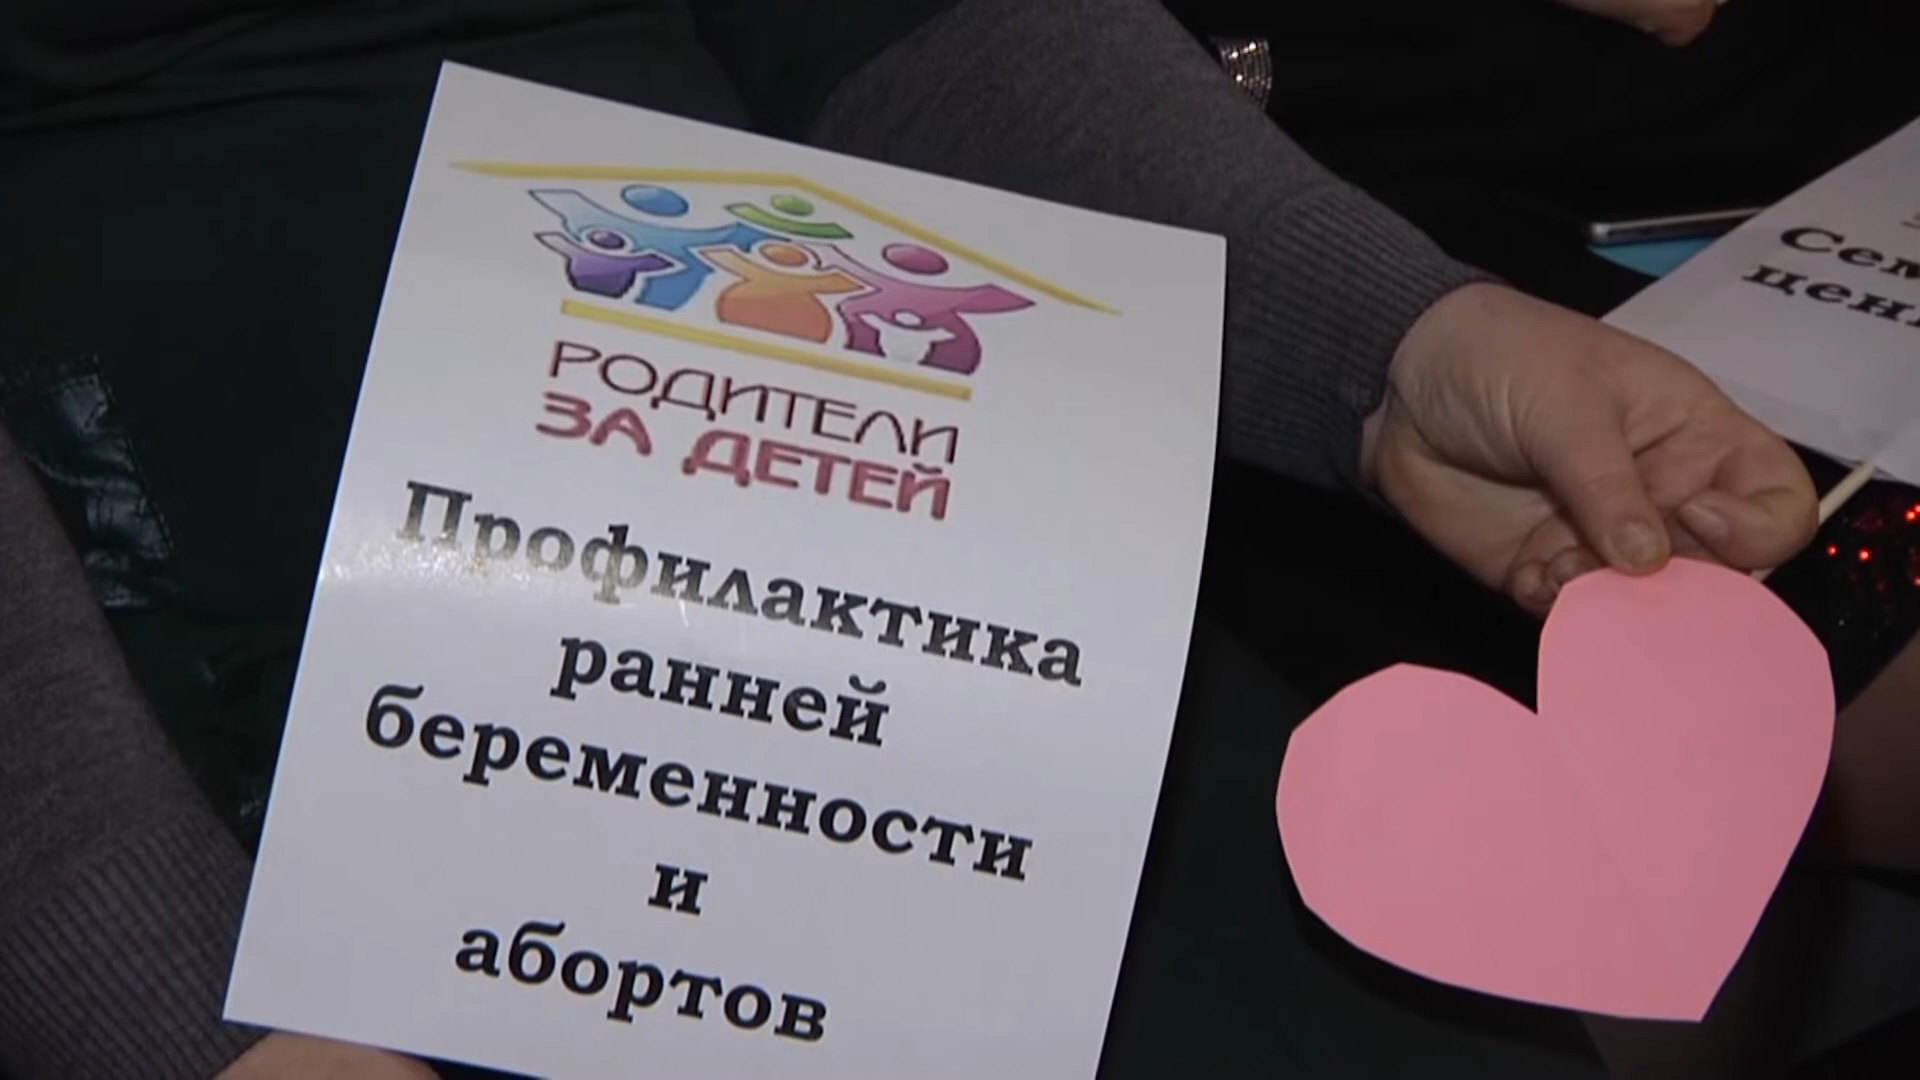 РОДИТЕЛИ
ЗА ДЕТЕЙ
Профилактика
ранней
беременности
и
абортов